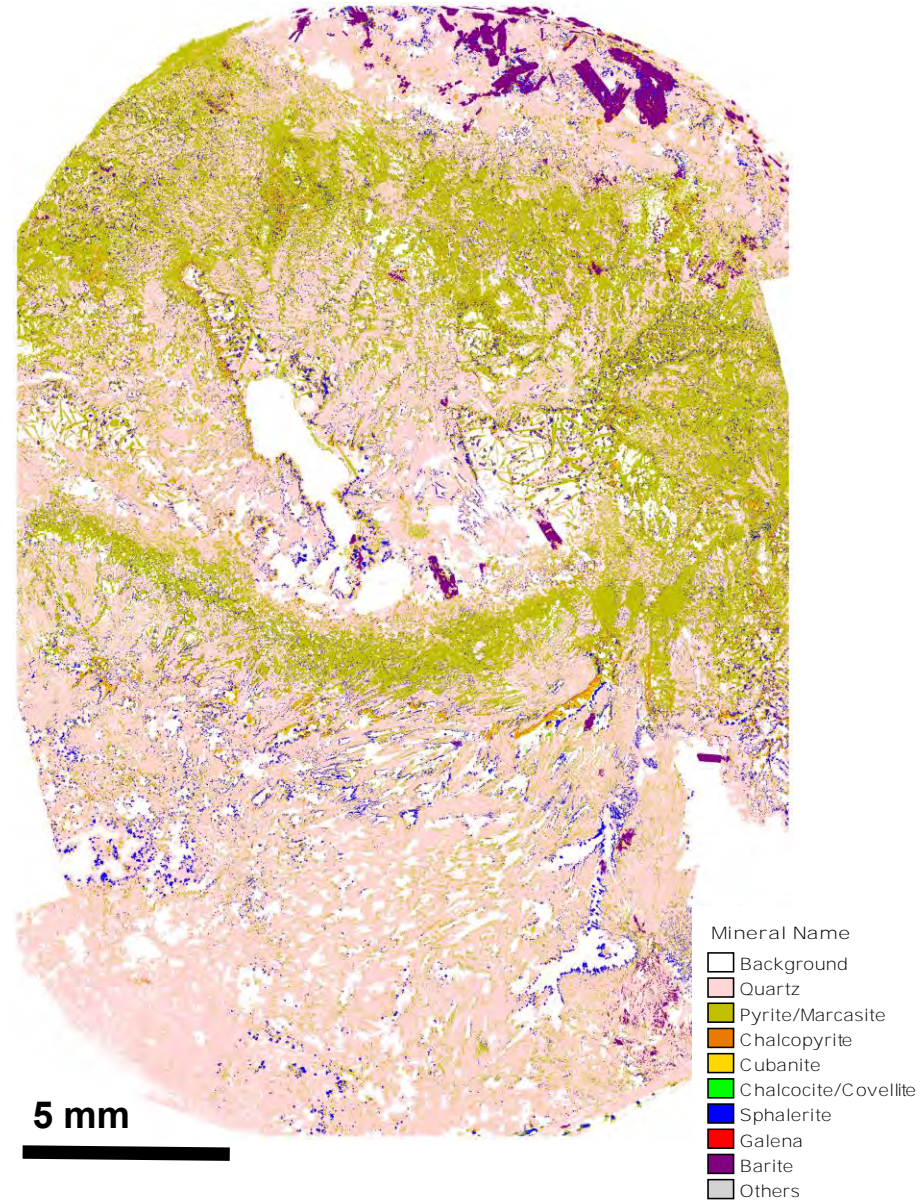 Mineral Name
Background
Quartz
Pyrite/Marcasite
Chalcopyrite
Cubanite
Chalcocite/Covellite
Sphalerite
Galena
Barite
Others
5 mm